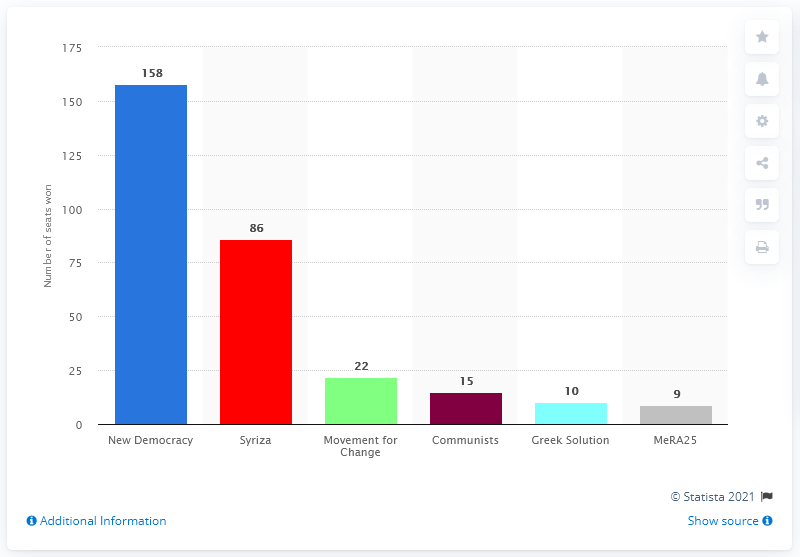 175
150
125
100
75
50
25
0
Number of seats won
158
86
22
15
10
9
New Democracy
Syriza
Movement for
Change
Communists
Greek Solution
MeRA25
© Statista 2021
Additional Information
Show source